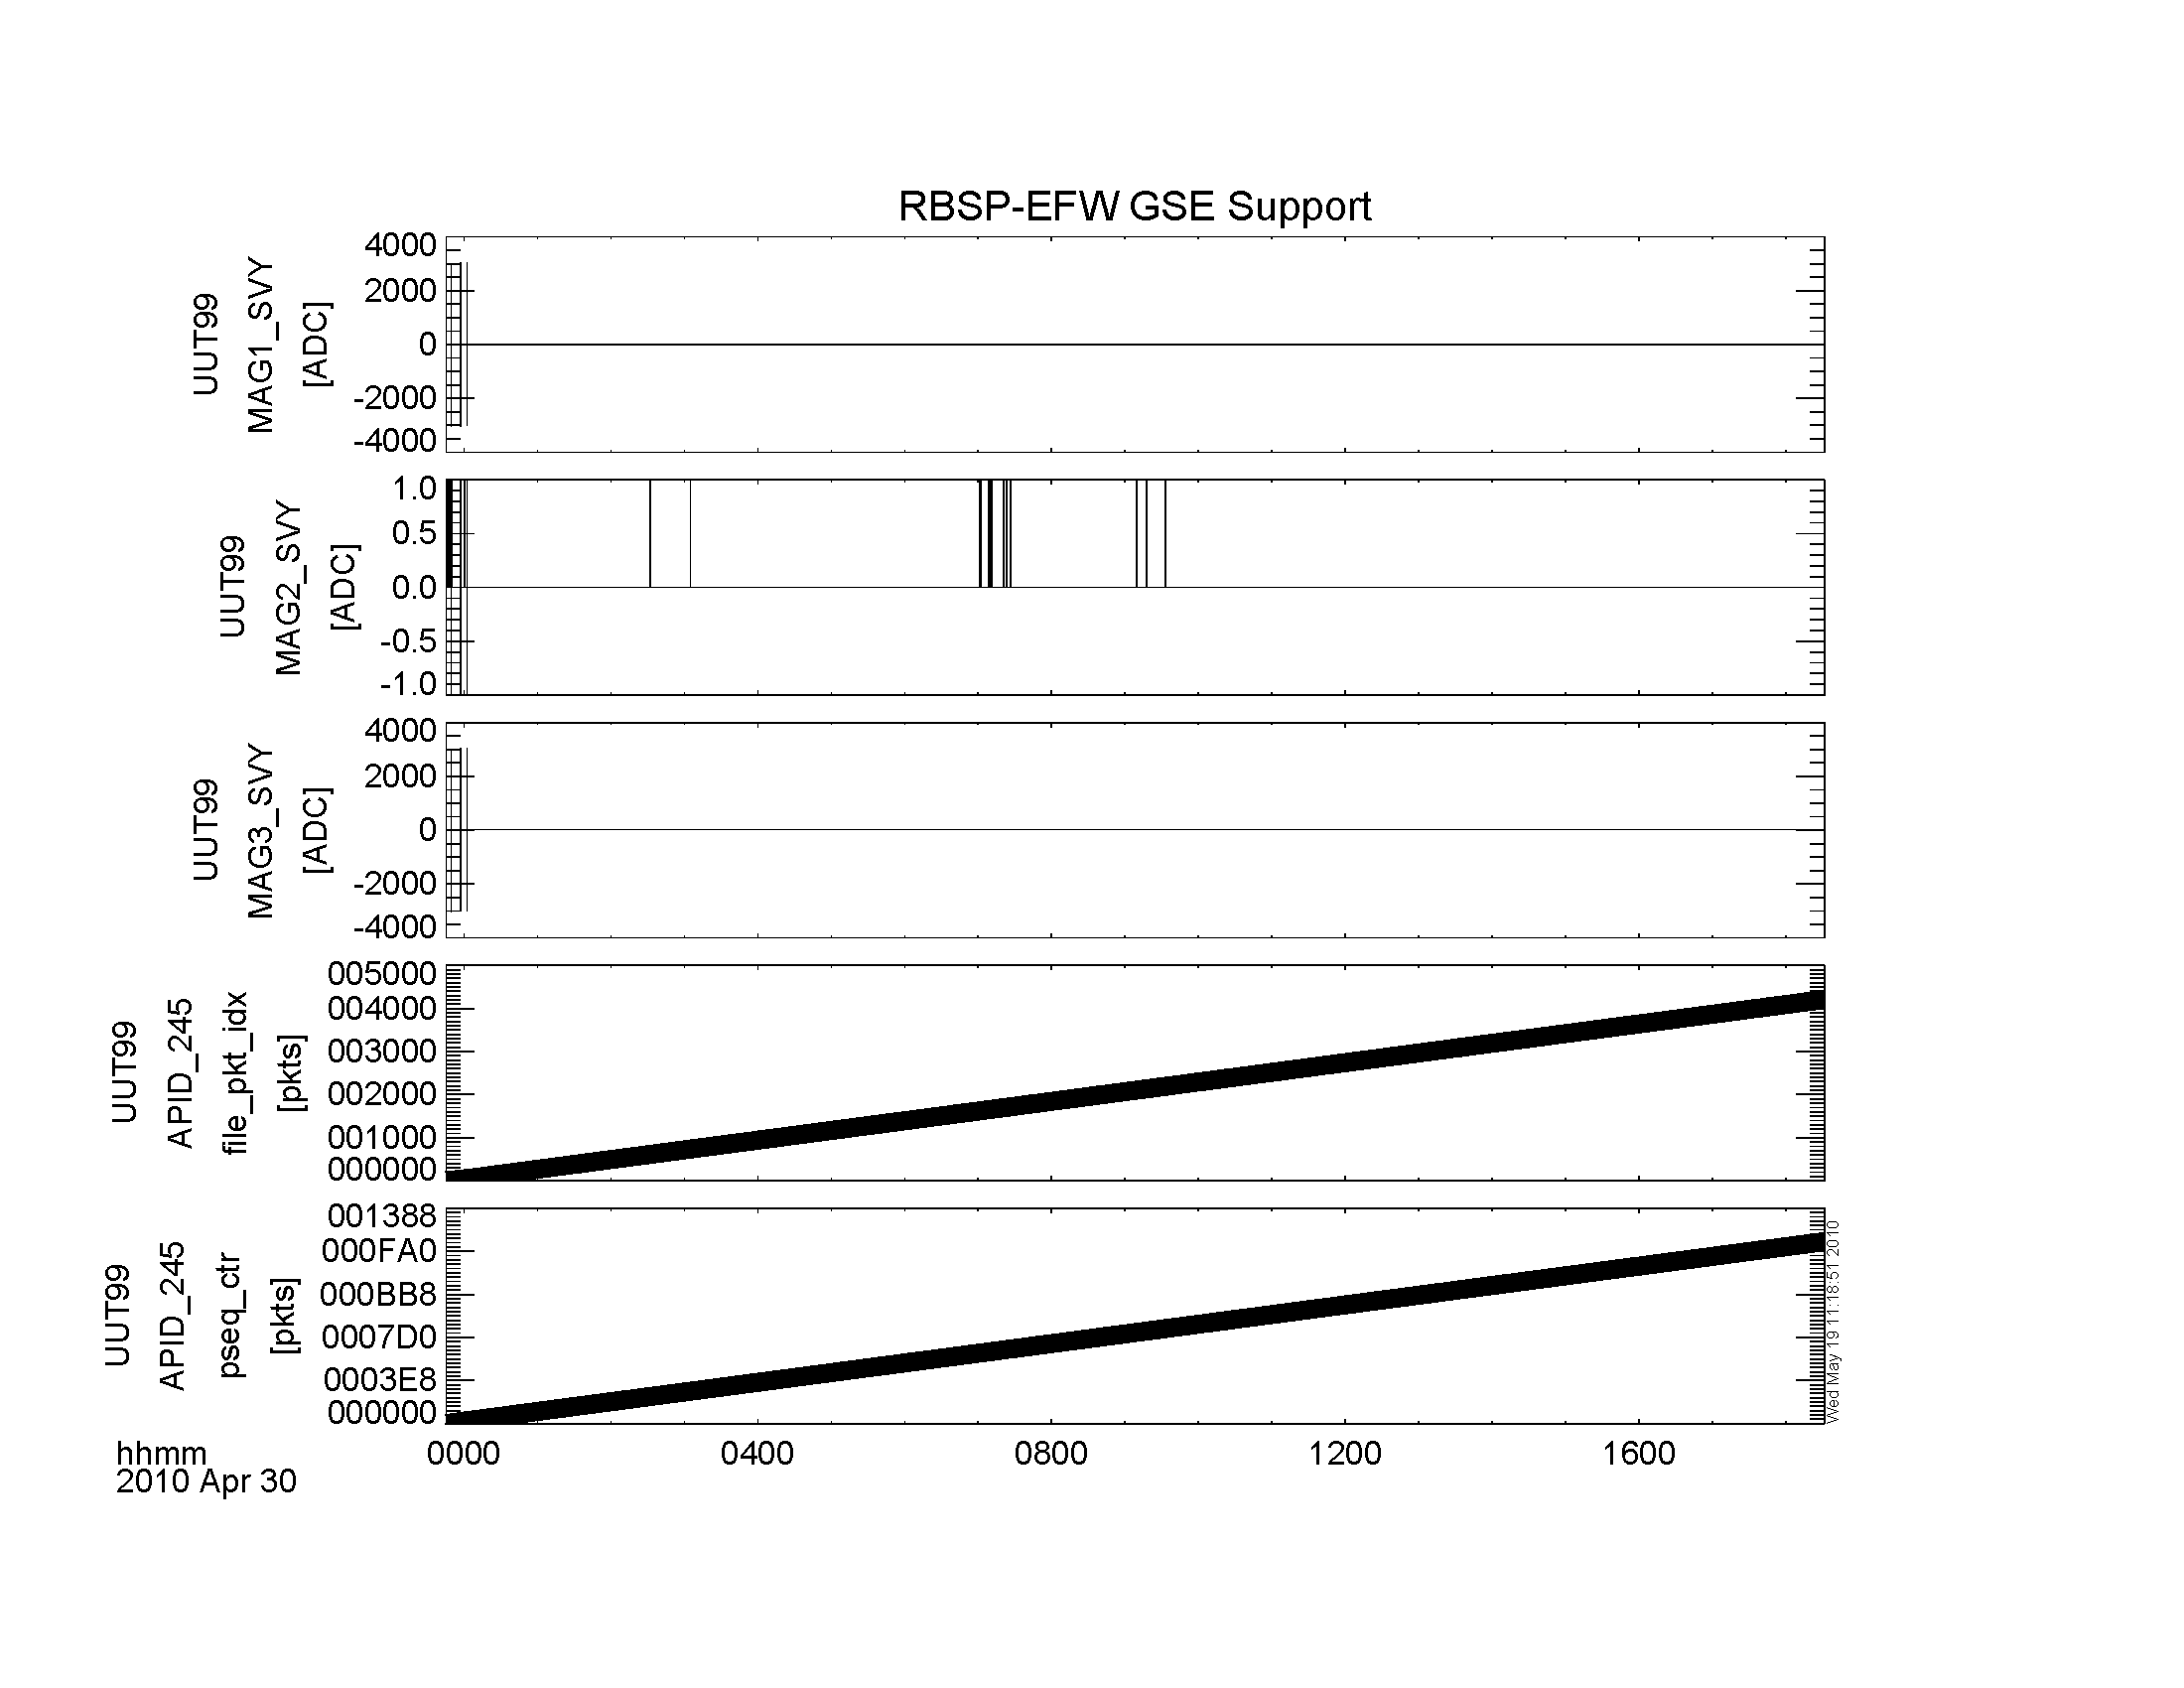 RBSP-EFW GSE Support
UUT99
MAG1_SVY
[ADC]
4000
2000
0
-2000
-4000
UUT99
MAG2_SVY
[ADC]
1.0
0.5
0.0
-0.5
-1.0
UUT99
MAG3_SVY
[ADC]
4000
2000
0
-2000
-4000
UUT99
APID_245
file_pkt_idx
[pkts]
005000
004000
003000
002000
001000
000000
UUT99
APID_245
pseq_ctr
[pkts]
001388
000FA0
000BB8
0007D0
0003E8
000000
Wed May 19 11:18:51 2010
hhmm
2010 Apr 30
0000 0400 0800 1200 1600